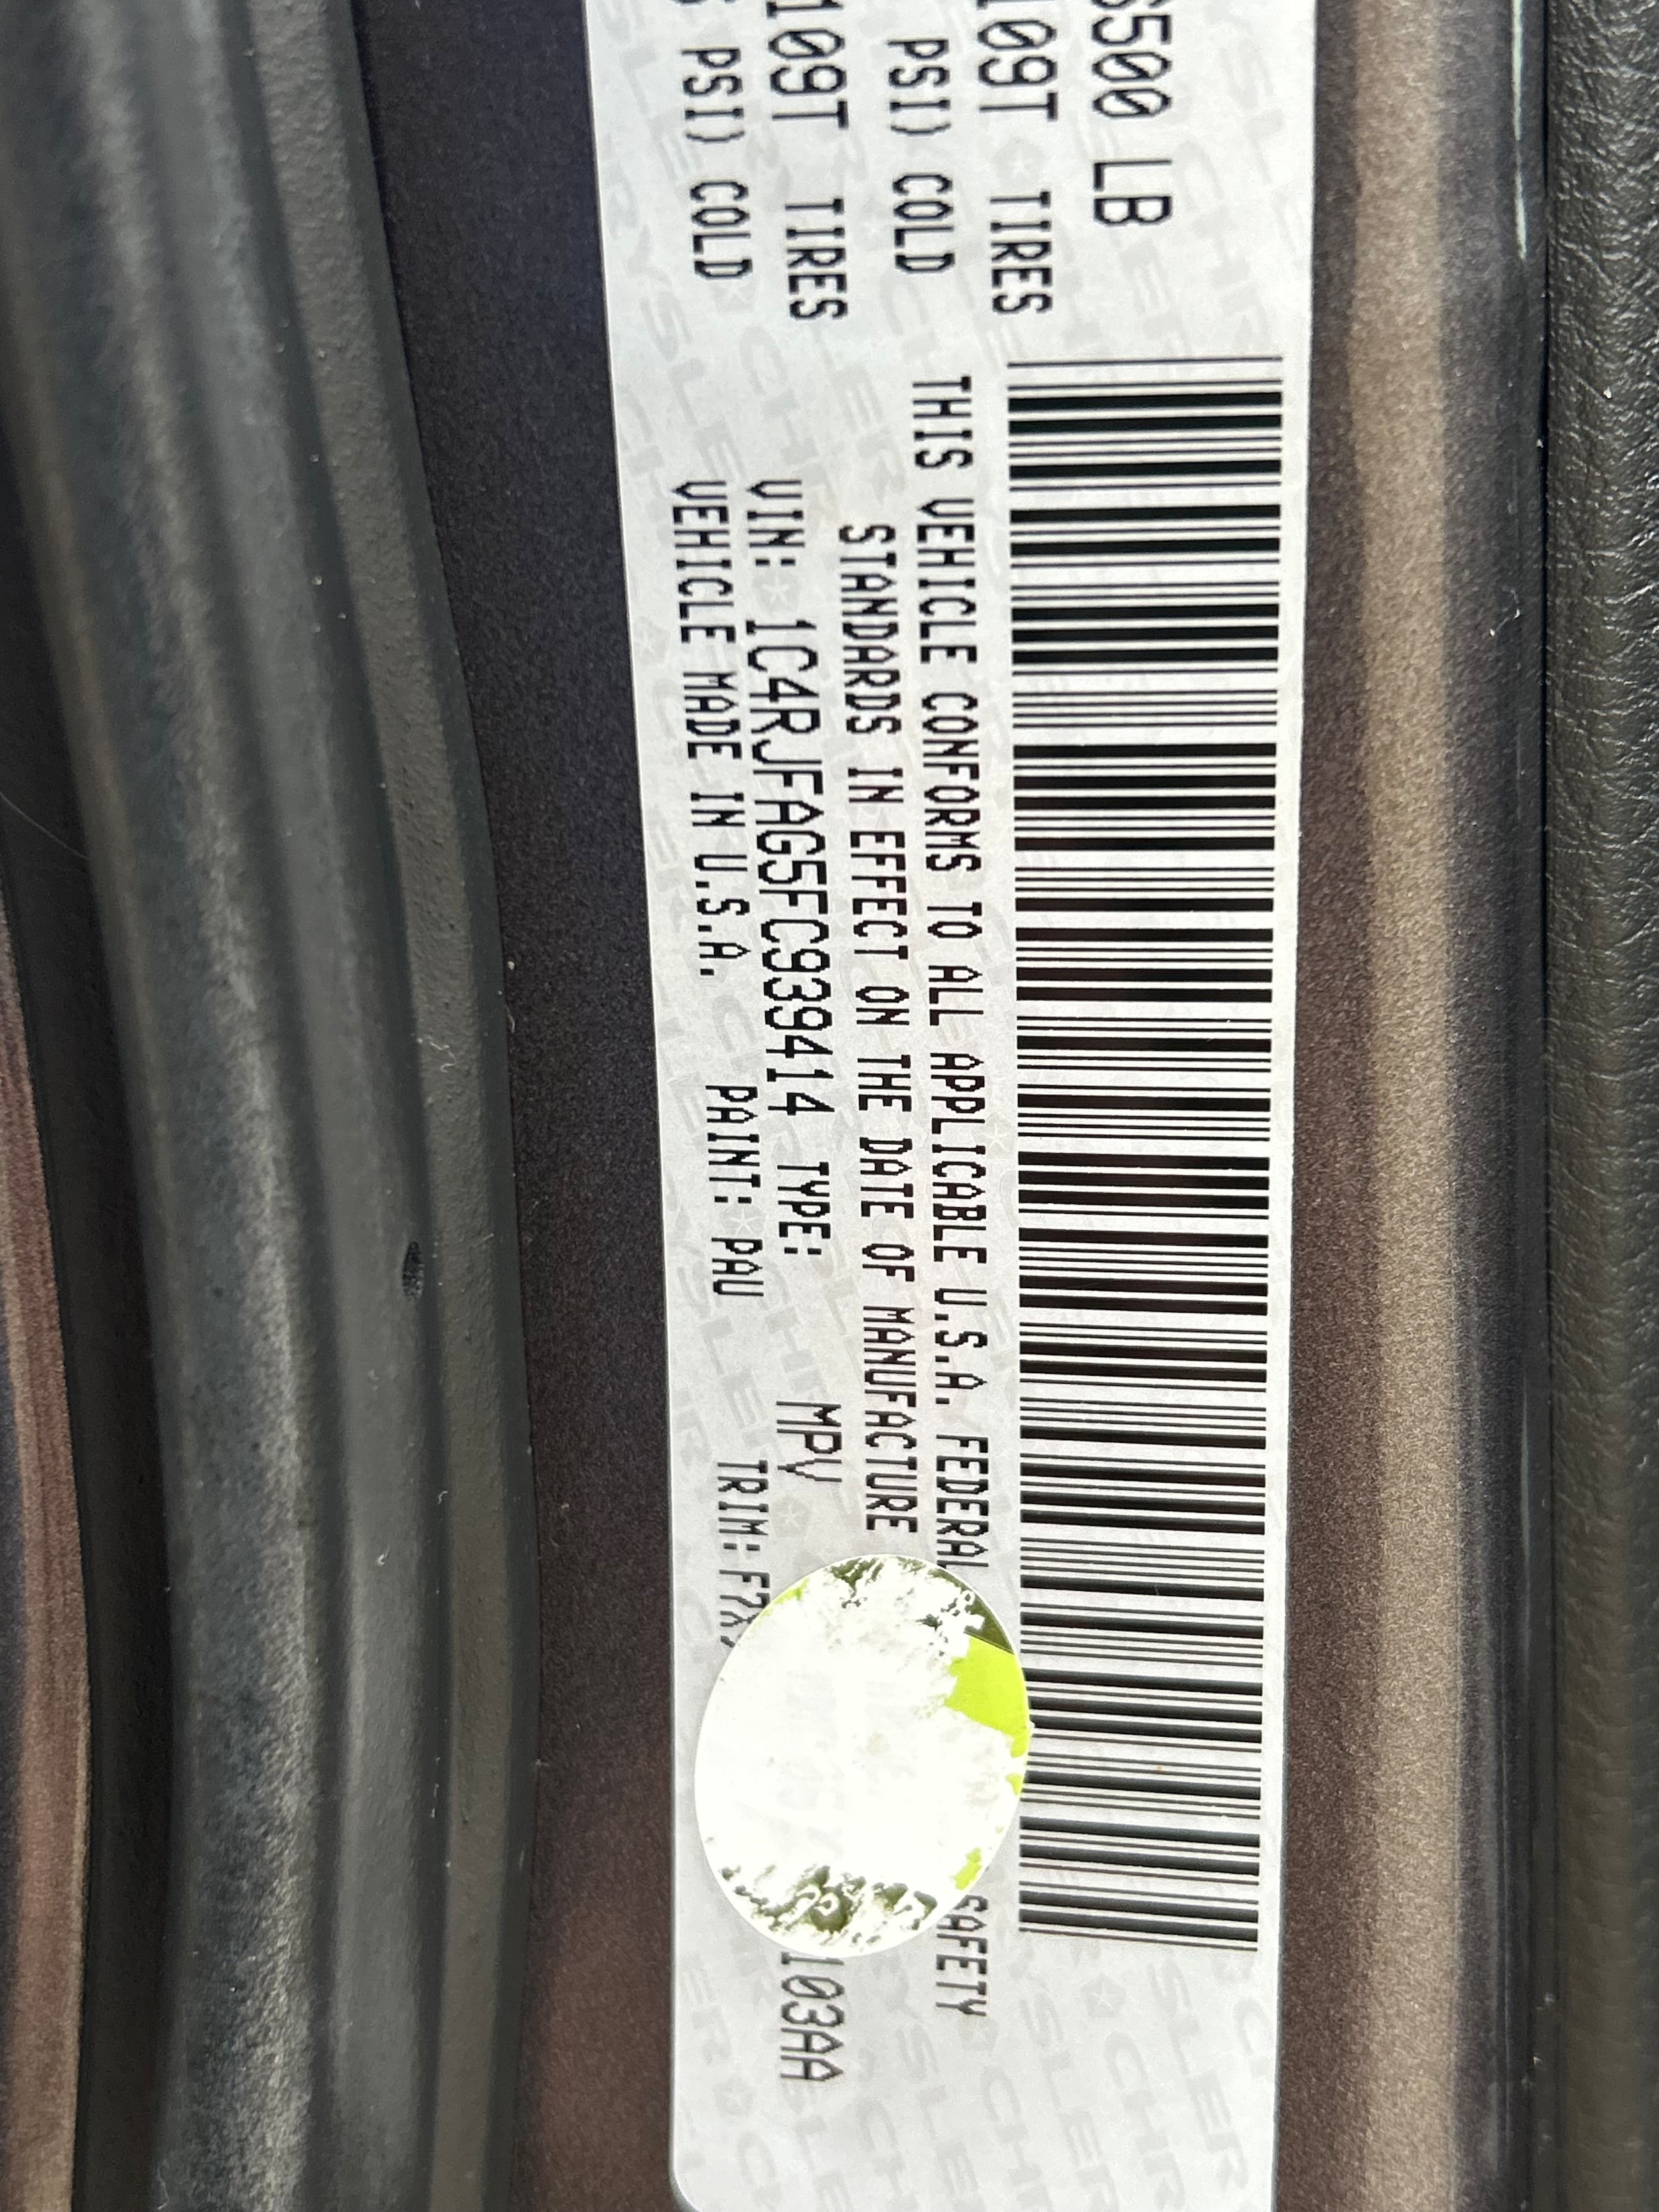 6500 LB
109T TIRES
PSI) COLD
109T TIRES
PSI) COLD
THIS VEHICLE CONFORMS TO ALL APPLICABLE U.S.A. FEDERAL SAFETY
STANDARDS IN EFFECT ON THE DATE OF MANUFACTURE
VIN: 1C4RJFAG5FC939414 TYPE: MPV 103AA
VEHICLE MADE IN U.S.A. PAINT: PAU TRIM: